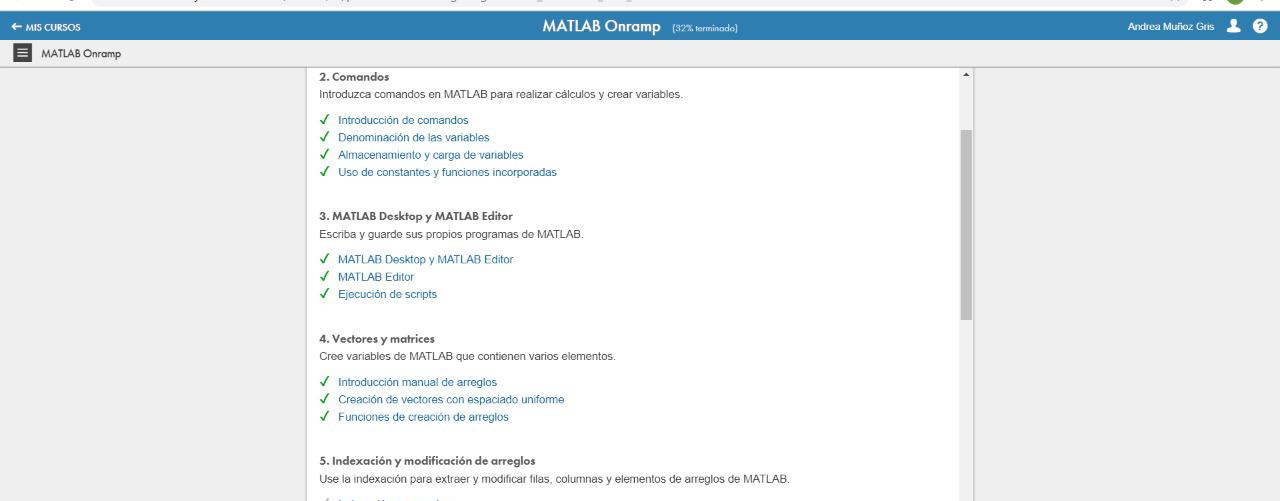 ← MIS CURSOS
MATLAB Onramp (32% terminado)
Andrea Muñoz Gris
?
MATLAB Onramp
2. Comandos
Introduzca comandos en MATLAB para realizar cálculos y crear variables.
✓ Introducción de comandos
✓ Denominación de las variables
✓ Almacenamiento y carga de variables
✓ Uso de constantes y funciones incorporadas
3. MATLAB Desktop y MATLAB Editor
Escriba y guarde sus propios programas de MATLAB.
✓ MATLAB Desktop y MATLAB Editor
✓ MATLAB Editor
✓ Ejecución de scripts
4. Vectores y matrices
Cree variables de MATLAB que contienen varios elementos.
✓ Introducción manual de arreglos
✓ Creación de vectores con espaciado uniforme
✓ Funciones de creación de arreglos
5. Indexación y modificación de arreglos
Use la indexación para extraer y modificar filas, columnas y elementos de arreglos de MATLAB.